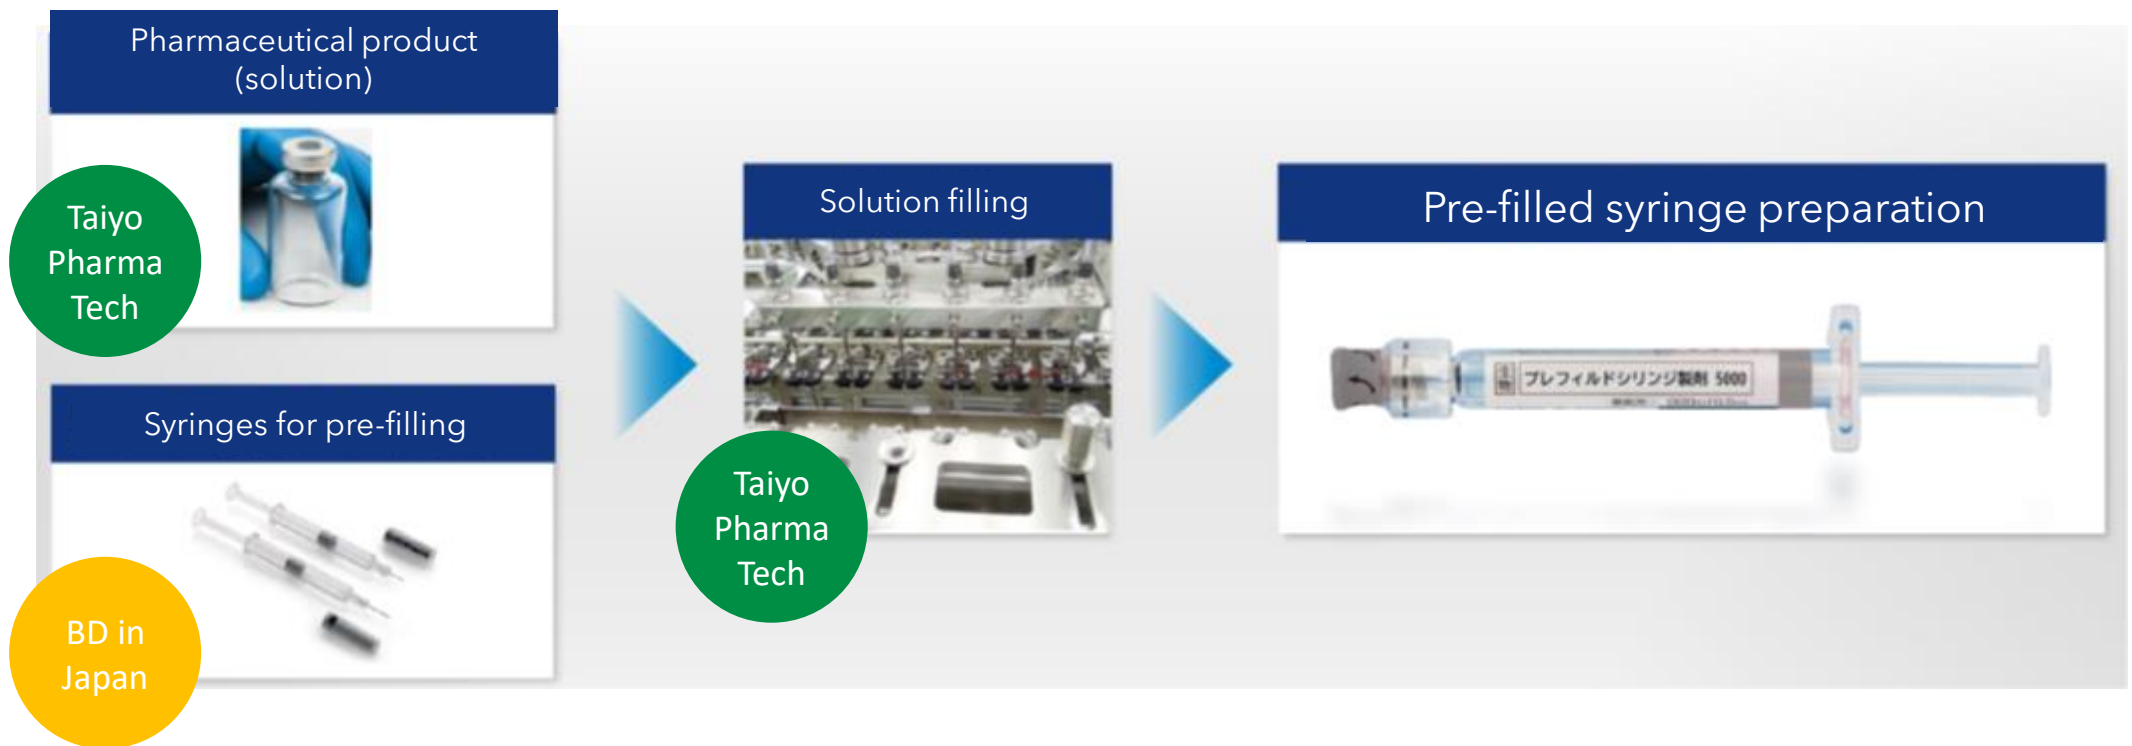 Pharmaceutical product
(solution)
Taiyo
Pharma
Tech
Syringes for pre-filling
BD in
Japan
Solution filling
Taiyo
Pharma
Tech
Pre-filled syringe preparation
プレフィルドシリンジ製剤 5000